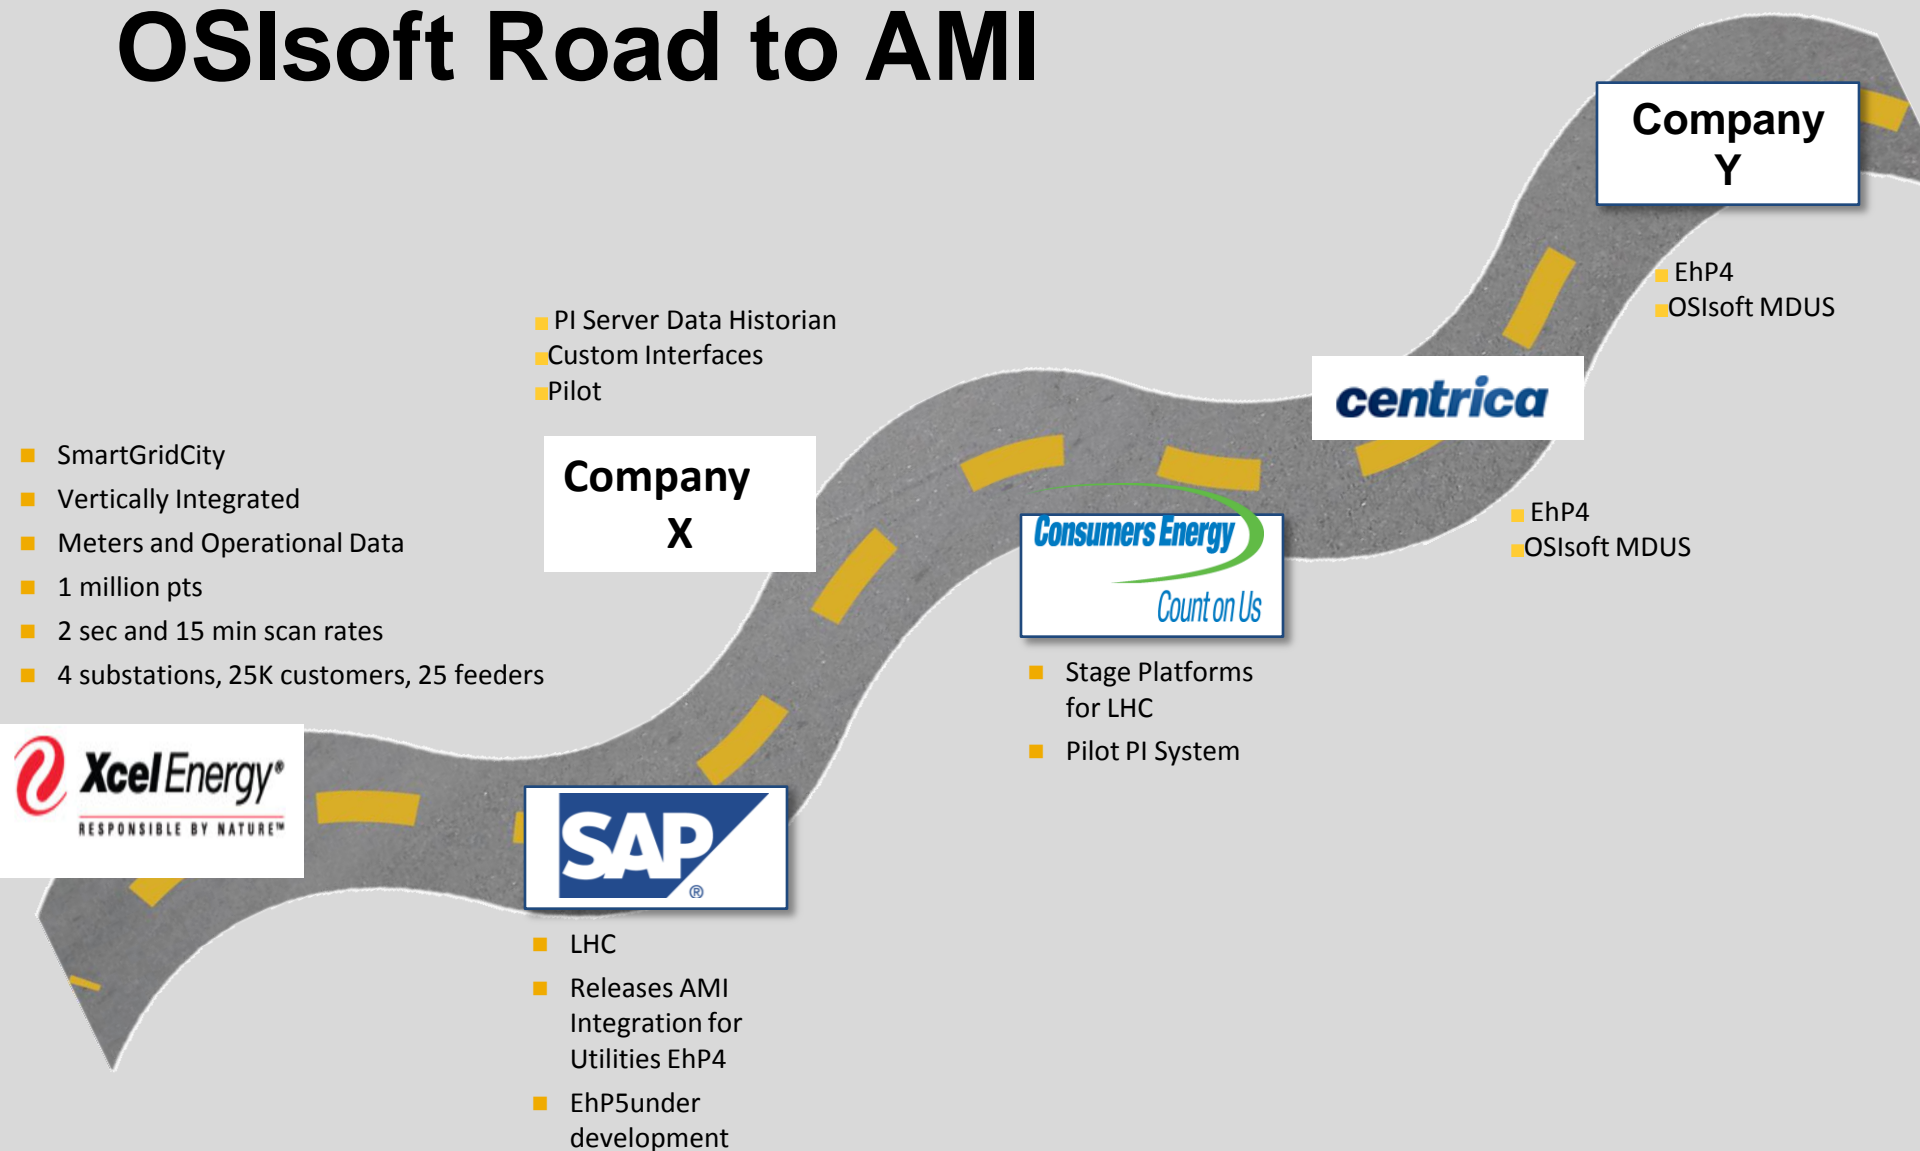 OSIsoft Road to AMI
Company
Y
EhP4
OSIsoft MDUS
PI Server Data Historian
Custom Interfaces
Pilot
centrica
SmartGridCity
Vertically Integrated
Meters and Operational Data
1 million pts
2 sec and 15 min scan rates
4 substations, 25K customers, 25 feeders
Company
X
EhP4
OSIsoft MDUS
Consumers Energy
Count on Us
Stage Platforms
for LHC
Pilot PI System
Xcel Energy®
RESPONSIBLE BY NATURE™
SAP
®
LHC
Releases AMI
Integration for
Utilities EhP4
EhP5under
development